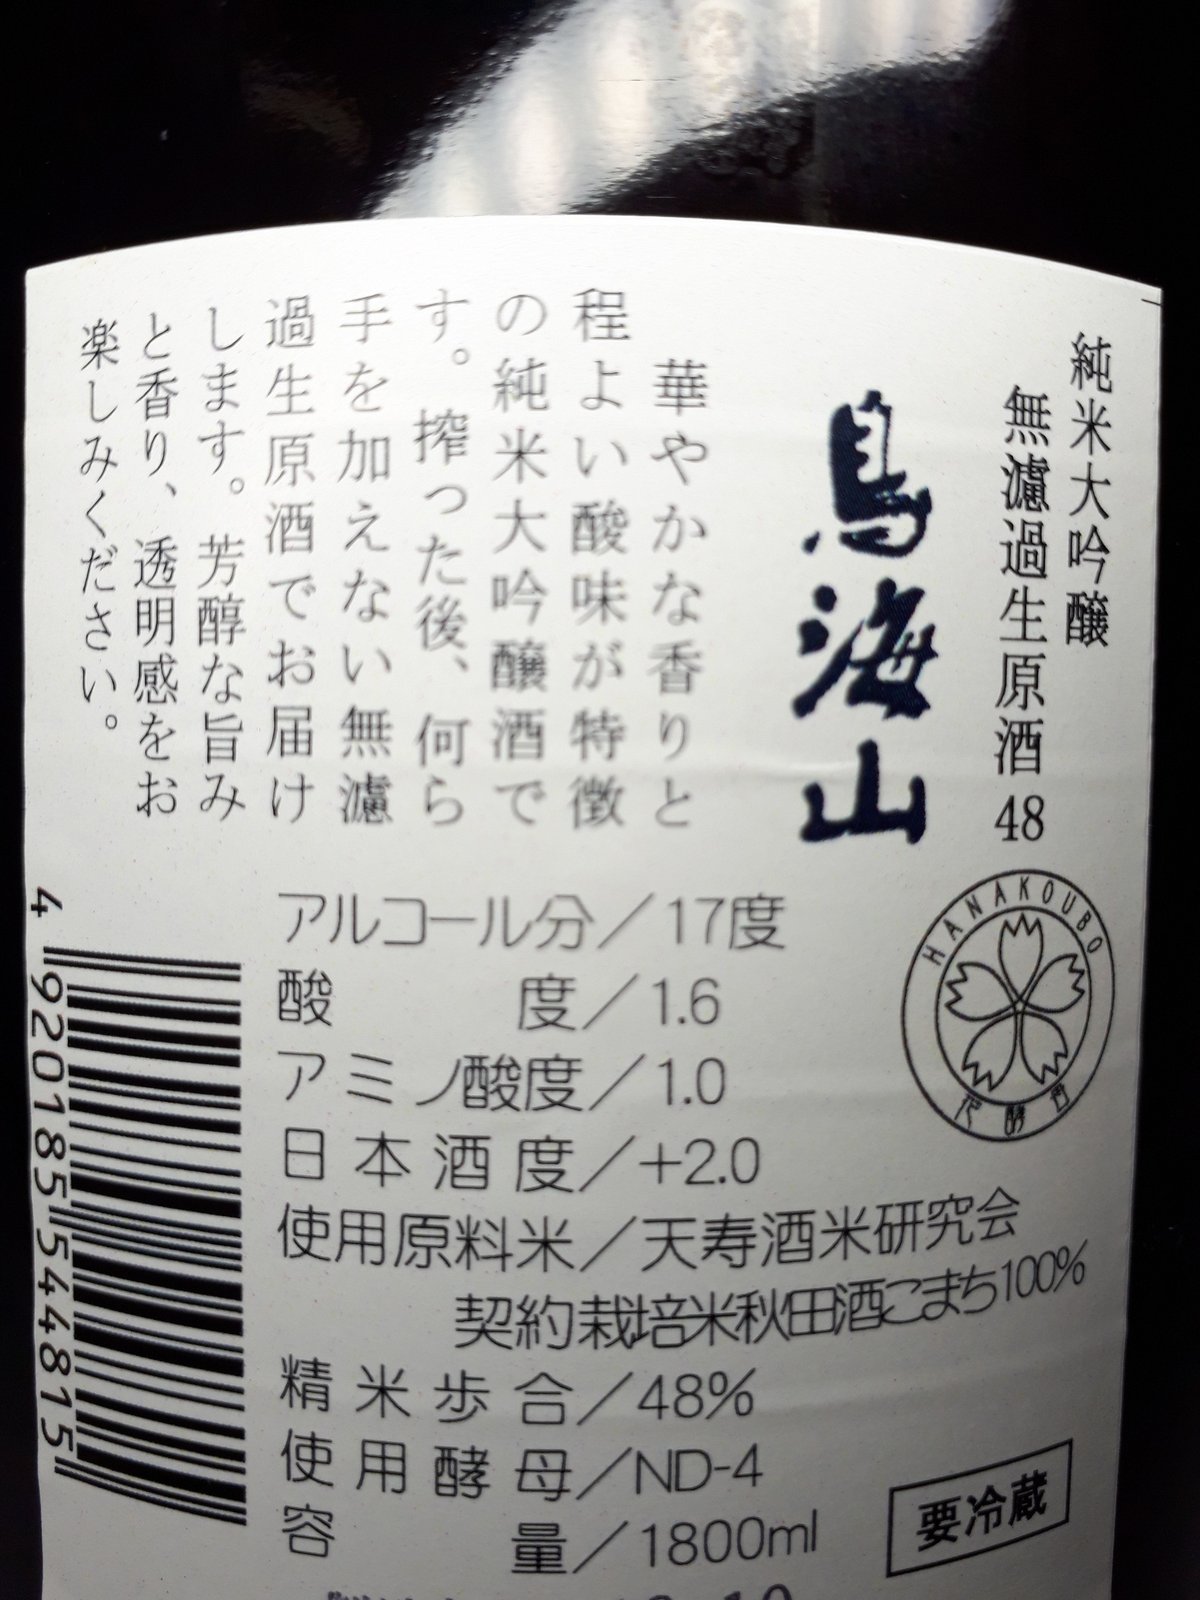 純米大吟醸
無濾過生原酒 48
鳥海山
華やかな香りと
程よい酸味が特徴
の純米大吟醸酒で
す。搾った後、何ら
手を加えない無濾
過生原酒でお届け
します。芳醇な旨み
と香り、透明感をお
楽しみください。
HANAKOUBO
花酵母
アルコール分／17度
酸度／1.6
アミノ酸度／1.0
日本酒度／+2.0
使用原料米／天寿酒米研究会
契約栽培米秋田酒こまち100%
精米歩合／48%
使用酵母／ND-4
容量／1800ml
要冷蔵
4 920185 544815